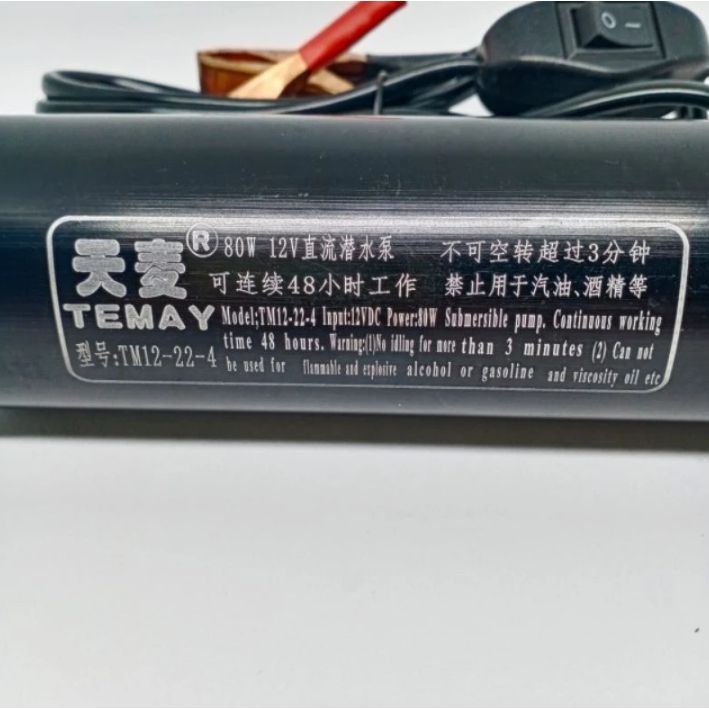 天麦®
TEMAY
型号:TM12-22-4
80W 12V直流潜水泵 不可空转超过3分钟
可连续48小时工作 禁止用于汽油、酒精等
Model;TM12-22-4 Input:12VDC Power:80W Submersible pump. Continuous working
time 48 hours. Warning:(1)No idling for more than 3 minutes (2) Can not
be used for flammable and explosive alcohol or gasoline and viscosity oil etc
O I